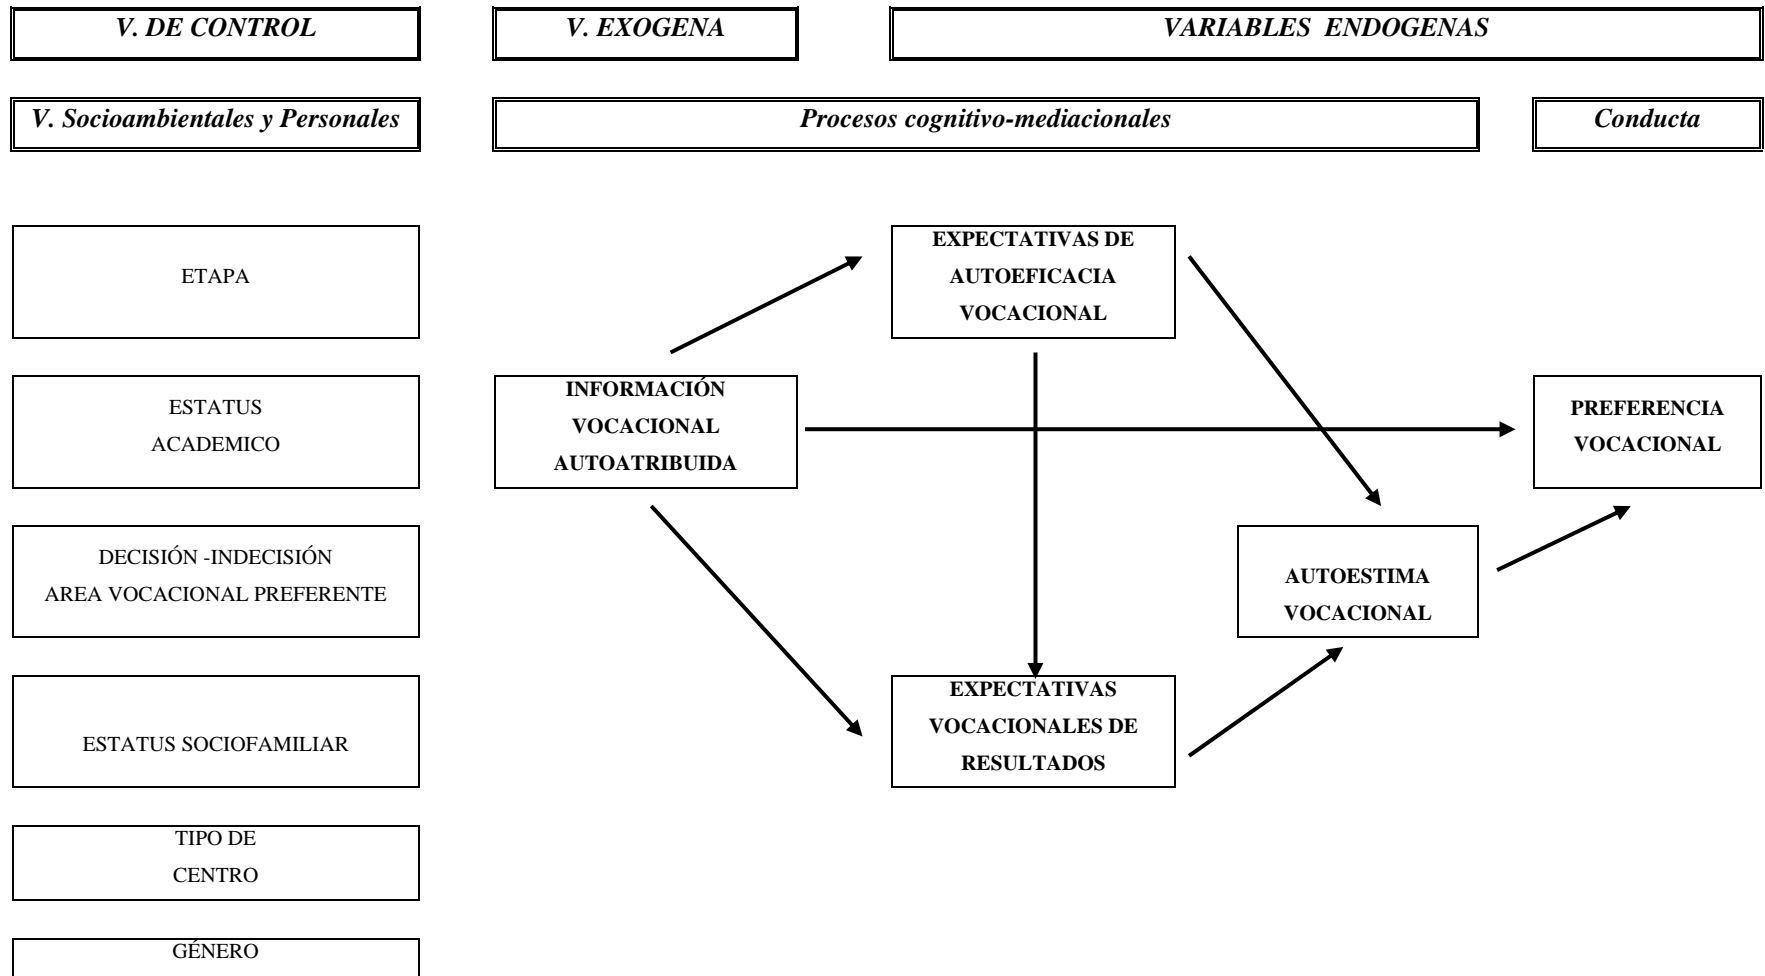 V. DE CONTROL
V. EXOGENA
VARIABLES ENDOGENAS
V. Socioambientales y Personales
Procesos cognitivo-mediacionales
Conducta
ETAPA
ESTATUS
ACADEMICO
DECISIÓN -INDECISIÓN
AREA VOCACIONAL PREFERENTE
ESTATUS SOCIOFAMILIAR
TIPO DE
CENTRO
GÉNERO
INFORMACIÓN
VOCACIONAL
AUTOATRIBUIDA
EXPECTATIVAS DE
AUTOEFICACIA
VOCACIONAL
EXPECTATIVAS
VOCACIONALES DE
RESULTADOS
AUTOESTIMA
VOCACIONAL
PREFERENCIA
VOCACIONAL